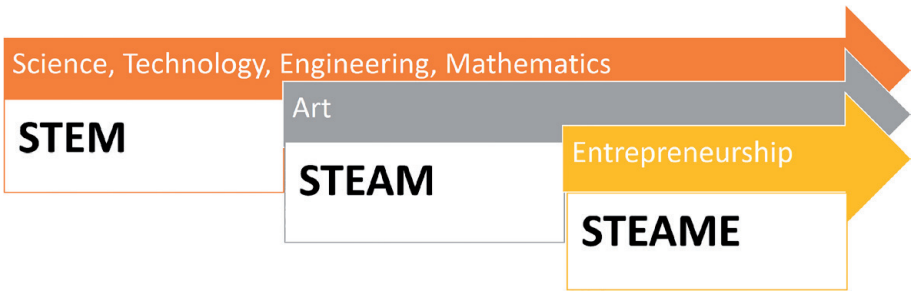 Science, Technology, Engineering, Mathematics
STEM
Art
STEAM
Entrepreneurship
STEAME